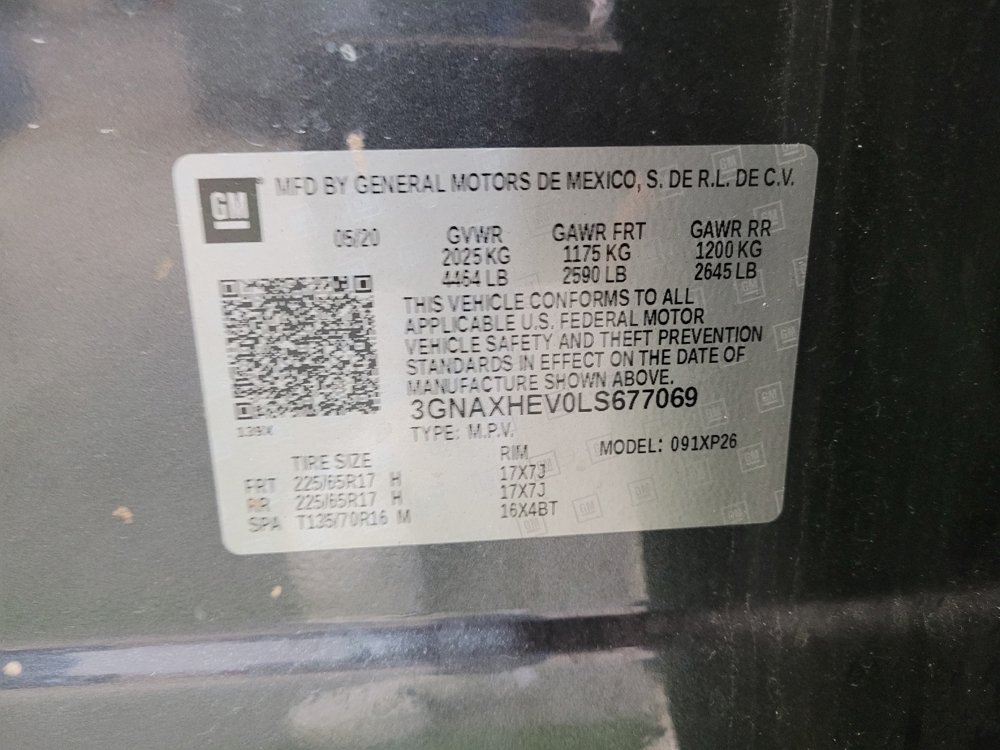 GM
MFD BY GENERAL MOTORS DE MEXICO, S. DE R.L. DE C.V.
05/20 GVWR GAWR FRT GAWR RR
2025 KG 1175 KG 1200 KG
4464 LB 2590 LB 2645 LB
THIS VEHICLE CONFORMS TO ALL
APPLICABLE U.S. FEDERAL MOTOR
VEHICLE SAFETY AND THEFT PREVENTION
STANDARDS IN EFFECT ON THE DATE OF
MANUFACTURE SHOWN ABOVE.
3GNAXHEV0LS677069
139X
TYPE: M.P.V. MODEL: 091XP26
TIRE SIZE RIM
FRT 225/65R17 H 17X7J
RR 225/65R17 H 17X7J
SPA T135/70R16 M 16X4BT